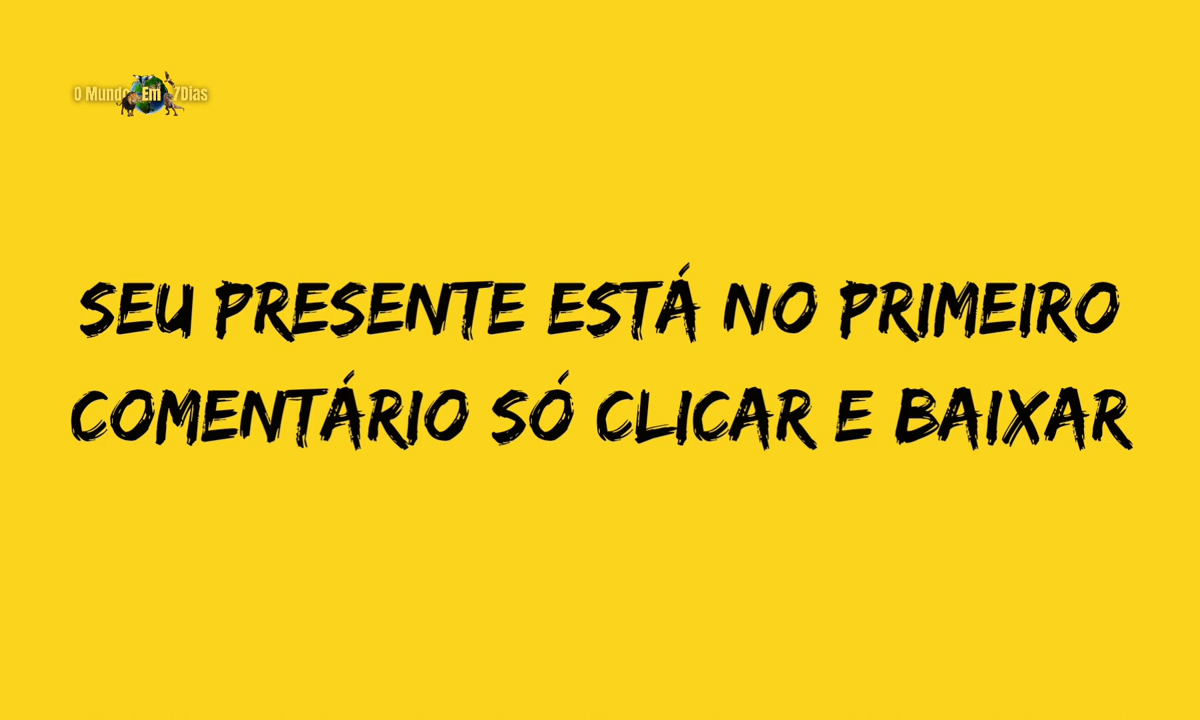 O Mundo Em 7Dias
SEU PRESENTE ESTÁ NO PRIMEIRO
COMENTÁRIO SÓ CLICAR E BAIXAR